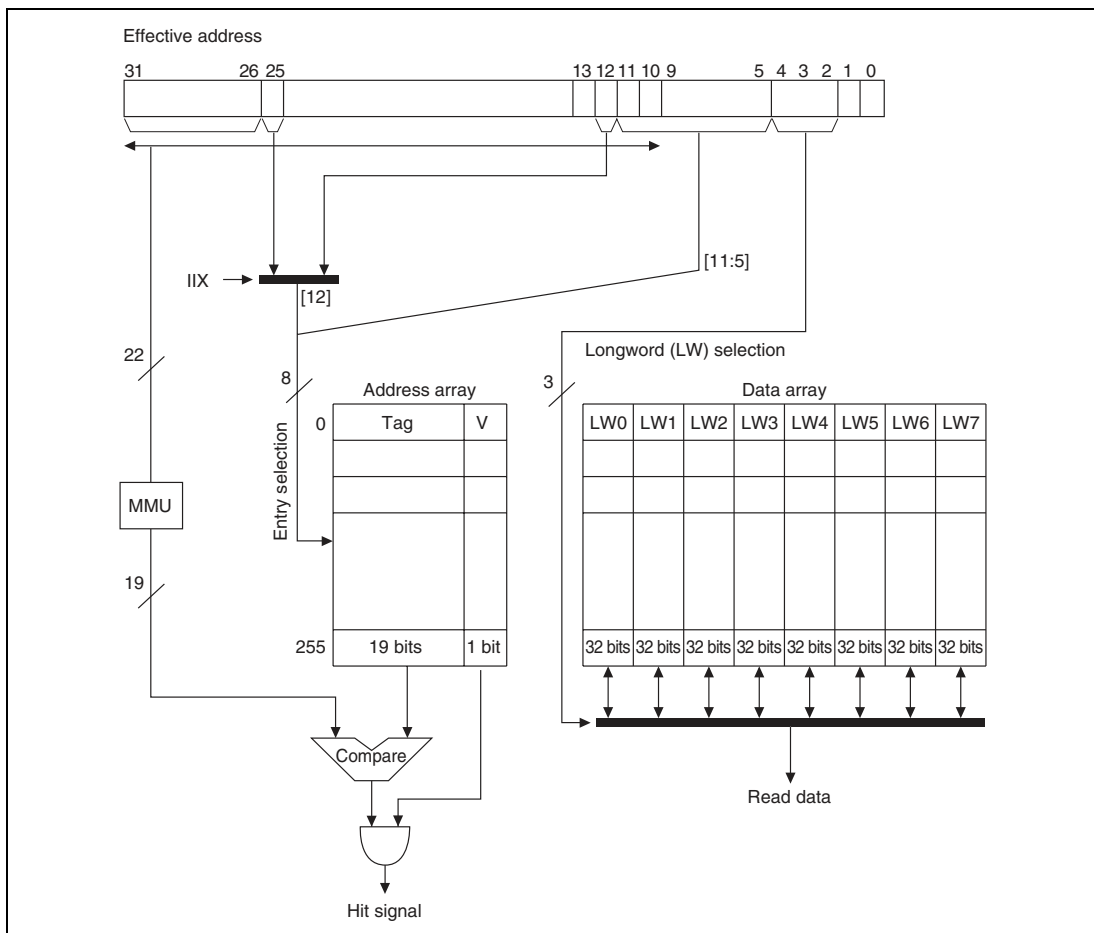 Effective address
31 26 25 13 12 11 10 9 5 4 3 2 1 0
[11:5]
IIX
[12]
Longword (LW) selection
22
8
3
Address array
Data array
0
Tag
V
LW0 LW1 LW2 LW3 LW4 LW5 LW6 LW7
Entry selection
MMU
19
255
19 bits
1 bit
32 bits 32 bits 32 bits 32 bits 32 bits 32 bits 32 bits 32 bits
Compare
Read data
Hit signal